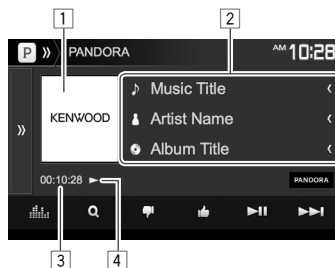 1
2
P » PANDORA AM 10:28
KENWOOD
Music Title
Artist Name
Album Title
»
00:10:28
PANDORA
3
4